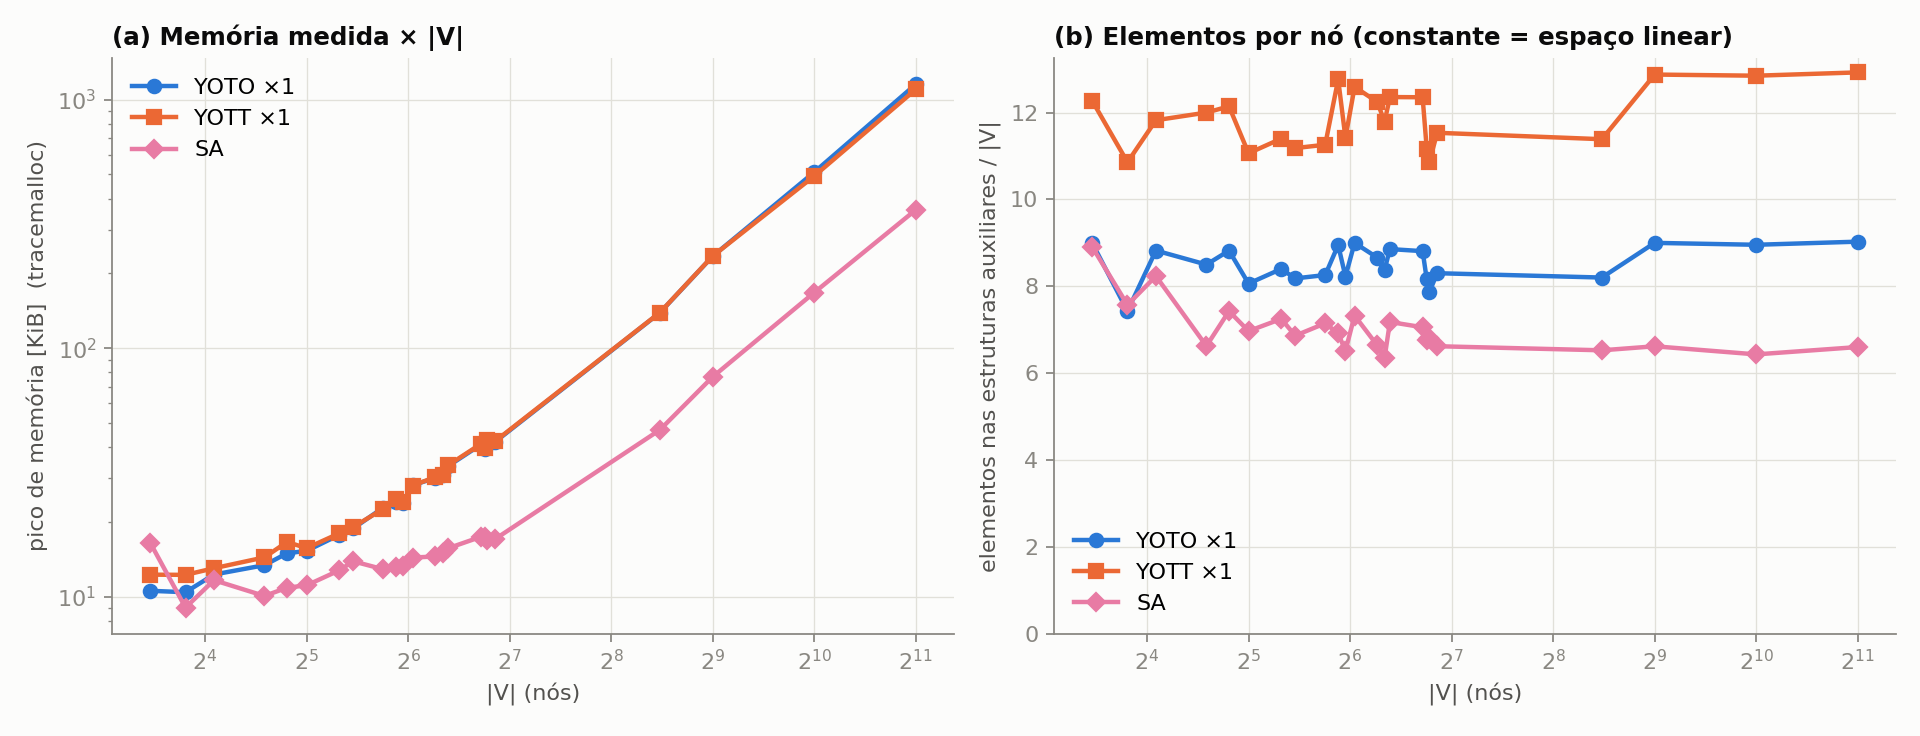 (a) Memória medida × |V|
YOTO ×1
YOTT ×1
SA
10³
10²
10¹
pico de memória [KiB] (tracemalloc)
2⁴ 2⁵ 2⁶ 2⁷ 2⁸ 2⁹ 2¹⁰ 2¹¹
|V| (nós)
(b) Elementos por nó (constante = espaço linear)
12
10
8
6
4
2
0
elementos nas estruturas auxiliares / |V|
YOTO ×1
YOTT ×1
SA
2⁴ 2⁵ 2⁶ 2⁷ 2⁸ 2⁹ 2¹⁰ 2¹¹
|V| (nós)